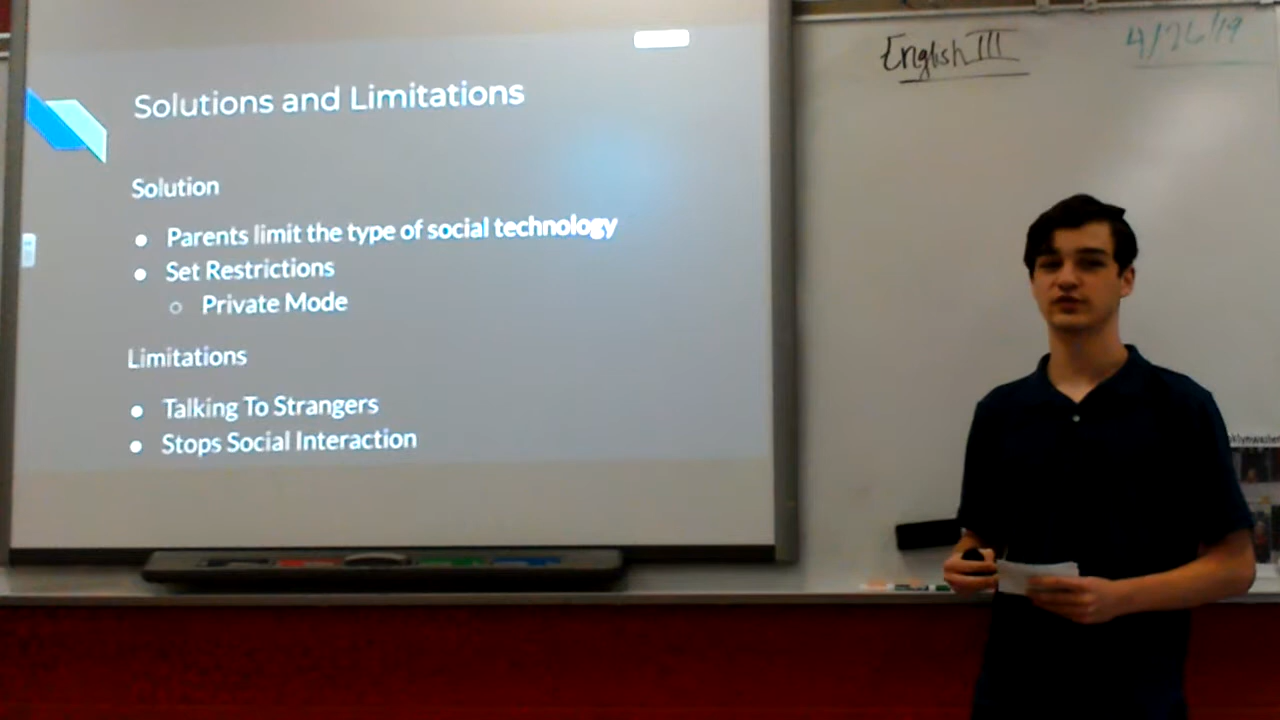 Solutions and Limitations
Solution
● Parents limit the type of social technology
● Set Restrictions
○ Private Mode
Limitations
● Talking To Strangers
● Stops Social Interaction
English III
4/26/19